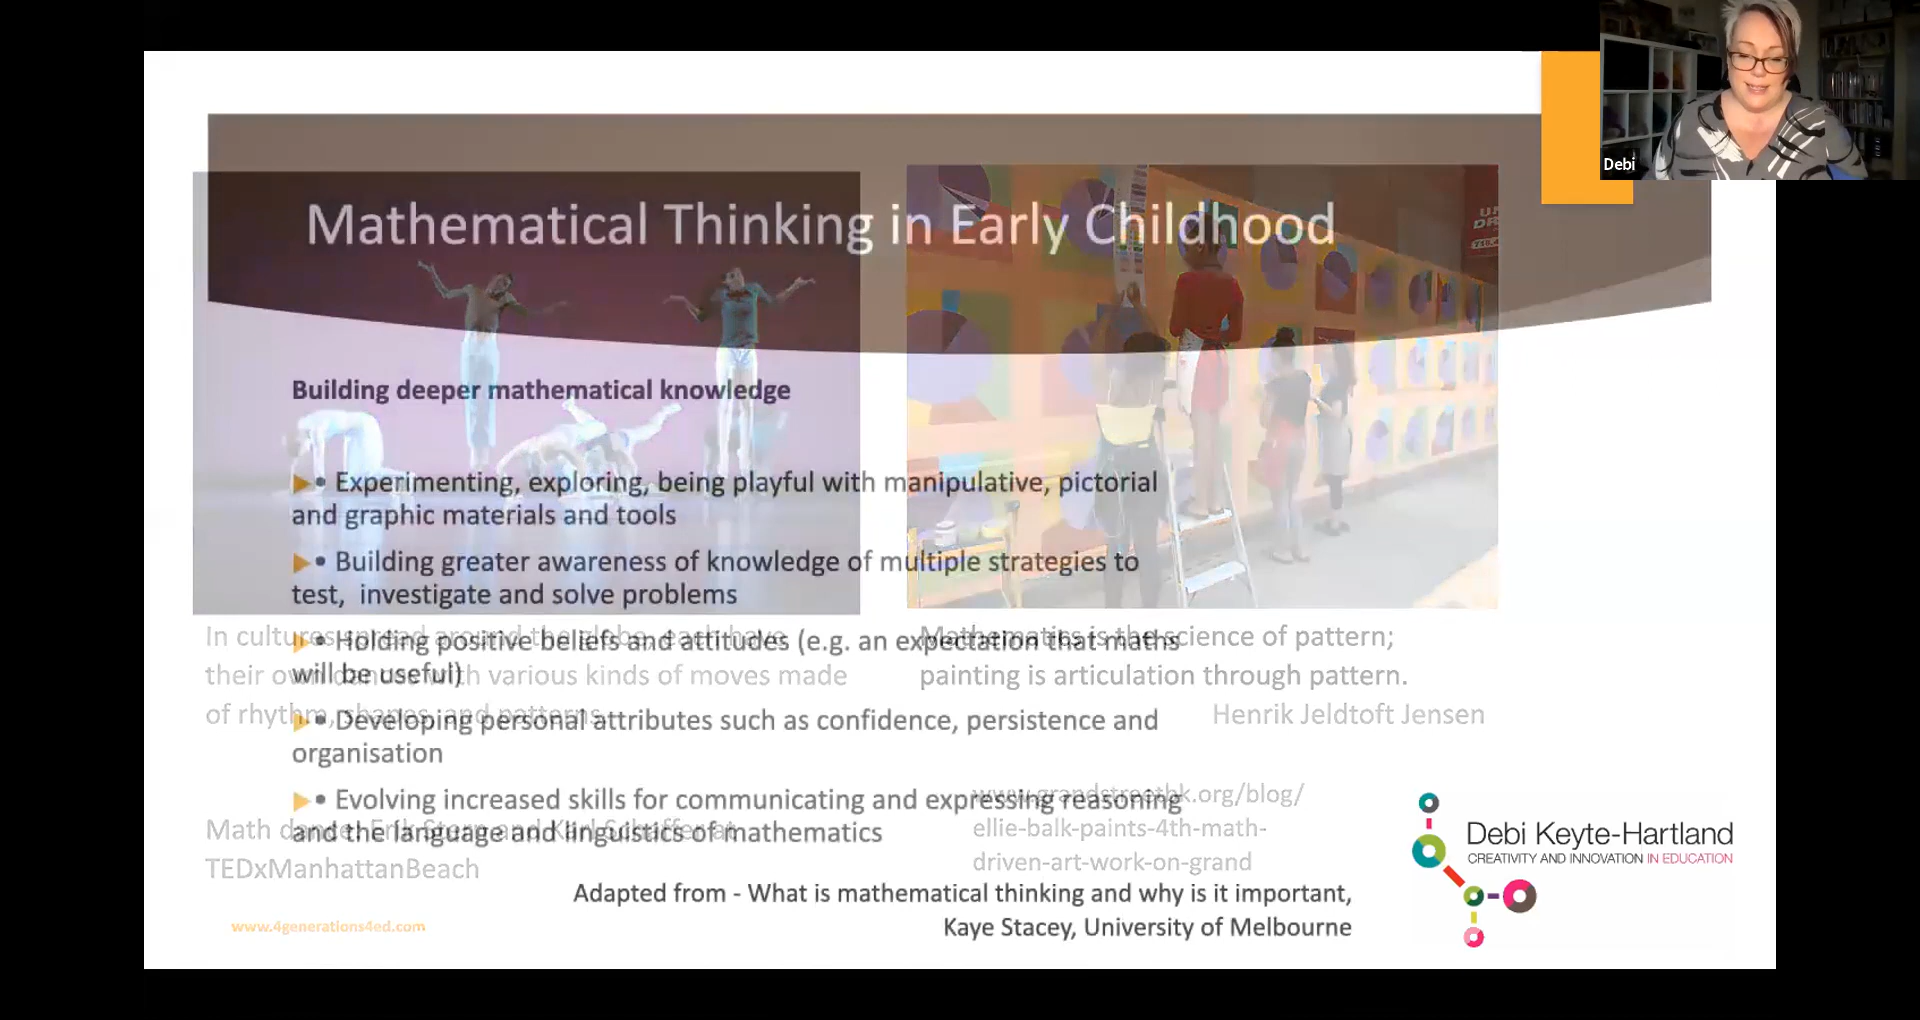 Debi
UN
DR
Mathematical Thinking in Early Childhood
Building deeper mathematical knowledge
• Experimenting, exploring, being playful with manipulative, pictorial
and graphic materials and tools
• Building greater awareness of knowledge of multiple strategies to
test, investigate and solve problems
• Holding positive beliefs and attitudes (e.g. an expectation that maths
will be useful)
• Developing personal attributes such as confidence, persistence and
organisation
• Evolving increased skills for communicating and expressing reasoning
and the language and linguistics of mathematics
Adapted from - What is mathematical thinking and why is it important,
Kaye Stacey, University of Melbourne
In cultures spread around the globe, each have
their own dances with various kinds of moves made
of rhythm, shapes, and patterns.
Math dance: Erik Stern and Karl Schaffer at
TEDxManhattanBeach
Mathematics is the science of pattern;
painting is articulation through pattern.
Henrik Jeldtoft Jensen
www.grandstreetbk.org/blog/
ellie-balk-paints-4th-math-
driven-art-work-on-grand
www.4generations4ed.com
Debi Keyte-Hartland
CREATIVITY AND INNOVATION IN EDUCATION